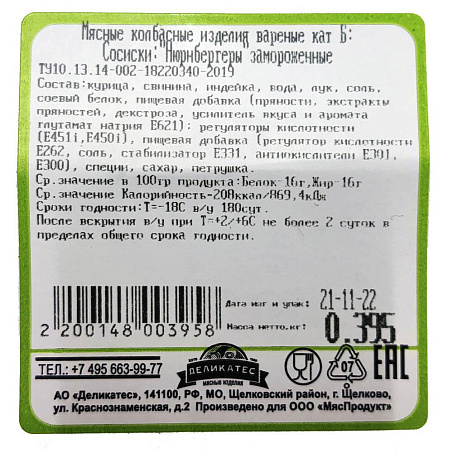 Мясные колбасные изделия вареные кат Б:
Сосиски:"Нюрнбергеры"замороженные
ТУ10.13.14-002-18220340-2019
Состав:курица, свинина, индейка, вода, лук, соль,
соевый белок, пищевая добавка (пряности, экстракты
пряностей, декстроза, усилитель вкуса и аромата
глутамат натрия Е621): регуляторы кислотности
(Е451i,Е450i), пищевая добавка (регулятор кислотности
Е262, соль, стабилизатор Е331, антиокислители Е301,
Е300), специи, сахар, петрушка.
Ср.значение в 100гр продукта:Белок-16г,Жир-16г
Ср.значение Калорийность-208ккал/869,4кДж
Сроки годности:Т=-18С в/у 180сут.
После вскрытия в/у при Т=+2/+6С не более 2 суток в
пределах общего срока годности.
Дата изг и упак: 21-11-22
2 200148 003958
Масса нетто.кг: 0.395
ТЕЛ.: +7 495 663-99-77
ДЕЛИКАТЕС
МЯСНЫЕ ИЗДЕЛИЯ
07
ЕАС
АО «Деликатес», 141100, РФ, МО, Щелковский район, г. Щелково,
ул. Краснознаменская, д.2 Произведено для ООО «МясПродукт»